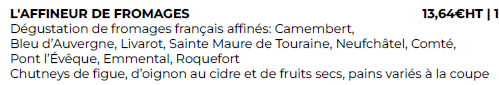 L'AFFINEUR DE FROMAGES 13,64€HT | 1
Dégustation de fromages français affinés: Camembert,
Bleu d'Auvergne, Livarot, Sainte Maure de Touraine, Neufchâtel, Comté,
Pont l'Évêque, Emmental, Roquefort
Chutneys de figue, d'oignon au cidre et de fruits secs, pains variés à la coupe